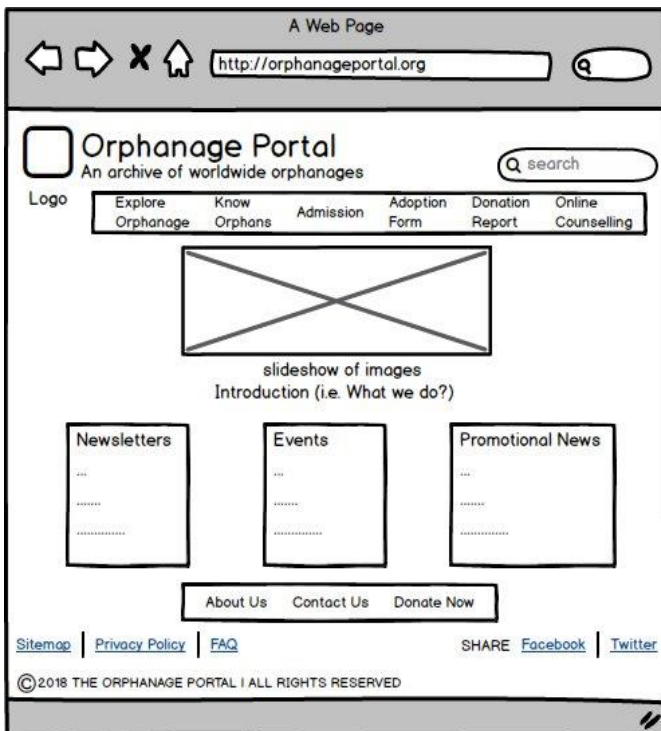 A Web Page
http://orphanageportal.org
Orphanage Portal
An archive of worldwide orphanages
search
Logo
Explore Orphanage
Know Orphans
Admission
Adoption Form
Donation Report
Online Counselling
slideshow of images
Introduction (i.e. What we do?)
Newsletters
...
.......
..............
Events
...
.......
..............
Promotional News
...
.......
..............
About Us Contact Us Donate Now
Sitemap | Privacy Policy | FAQ SHARE Facebook | Twitter
©2018 THE ORPHANAGE PORTAL | ALL RIGHTS RESERVED